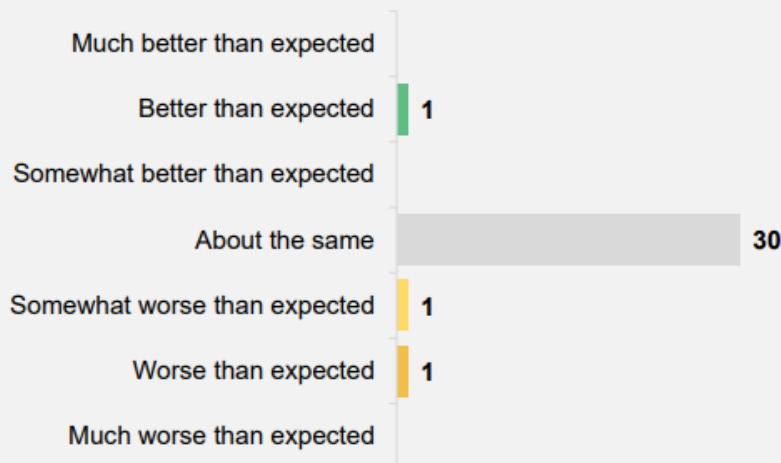 Much better than expected
Better than expected 1
Somewhat better than expected
About the same 30
Somewhat worse than expected 1
Worse than expected 1
Much worse than expected